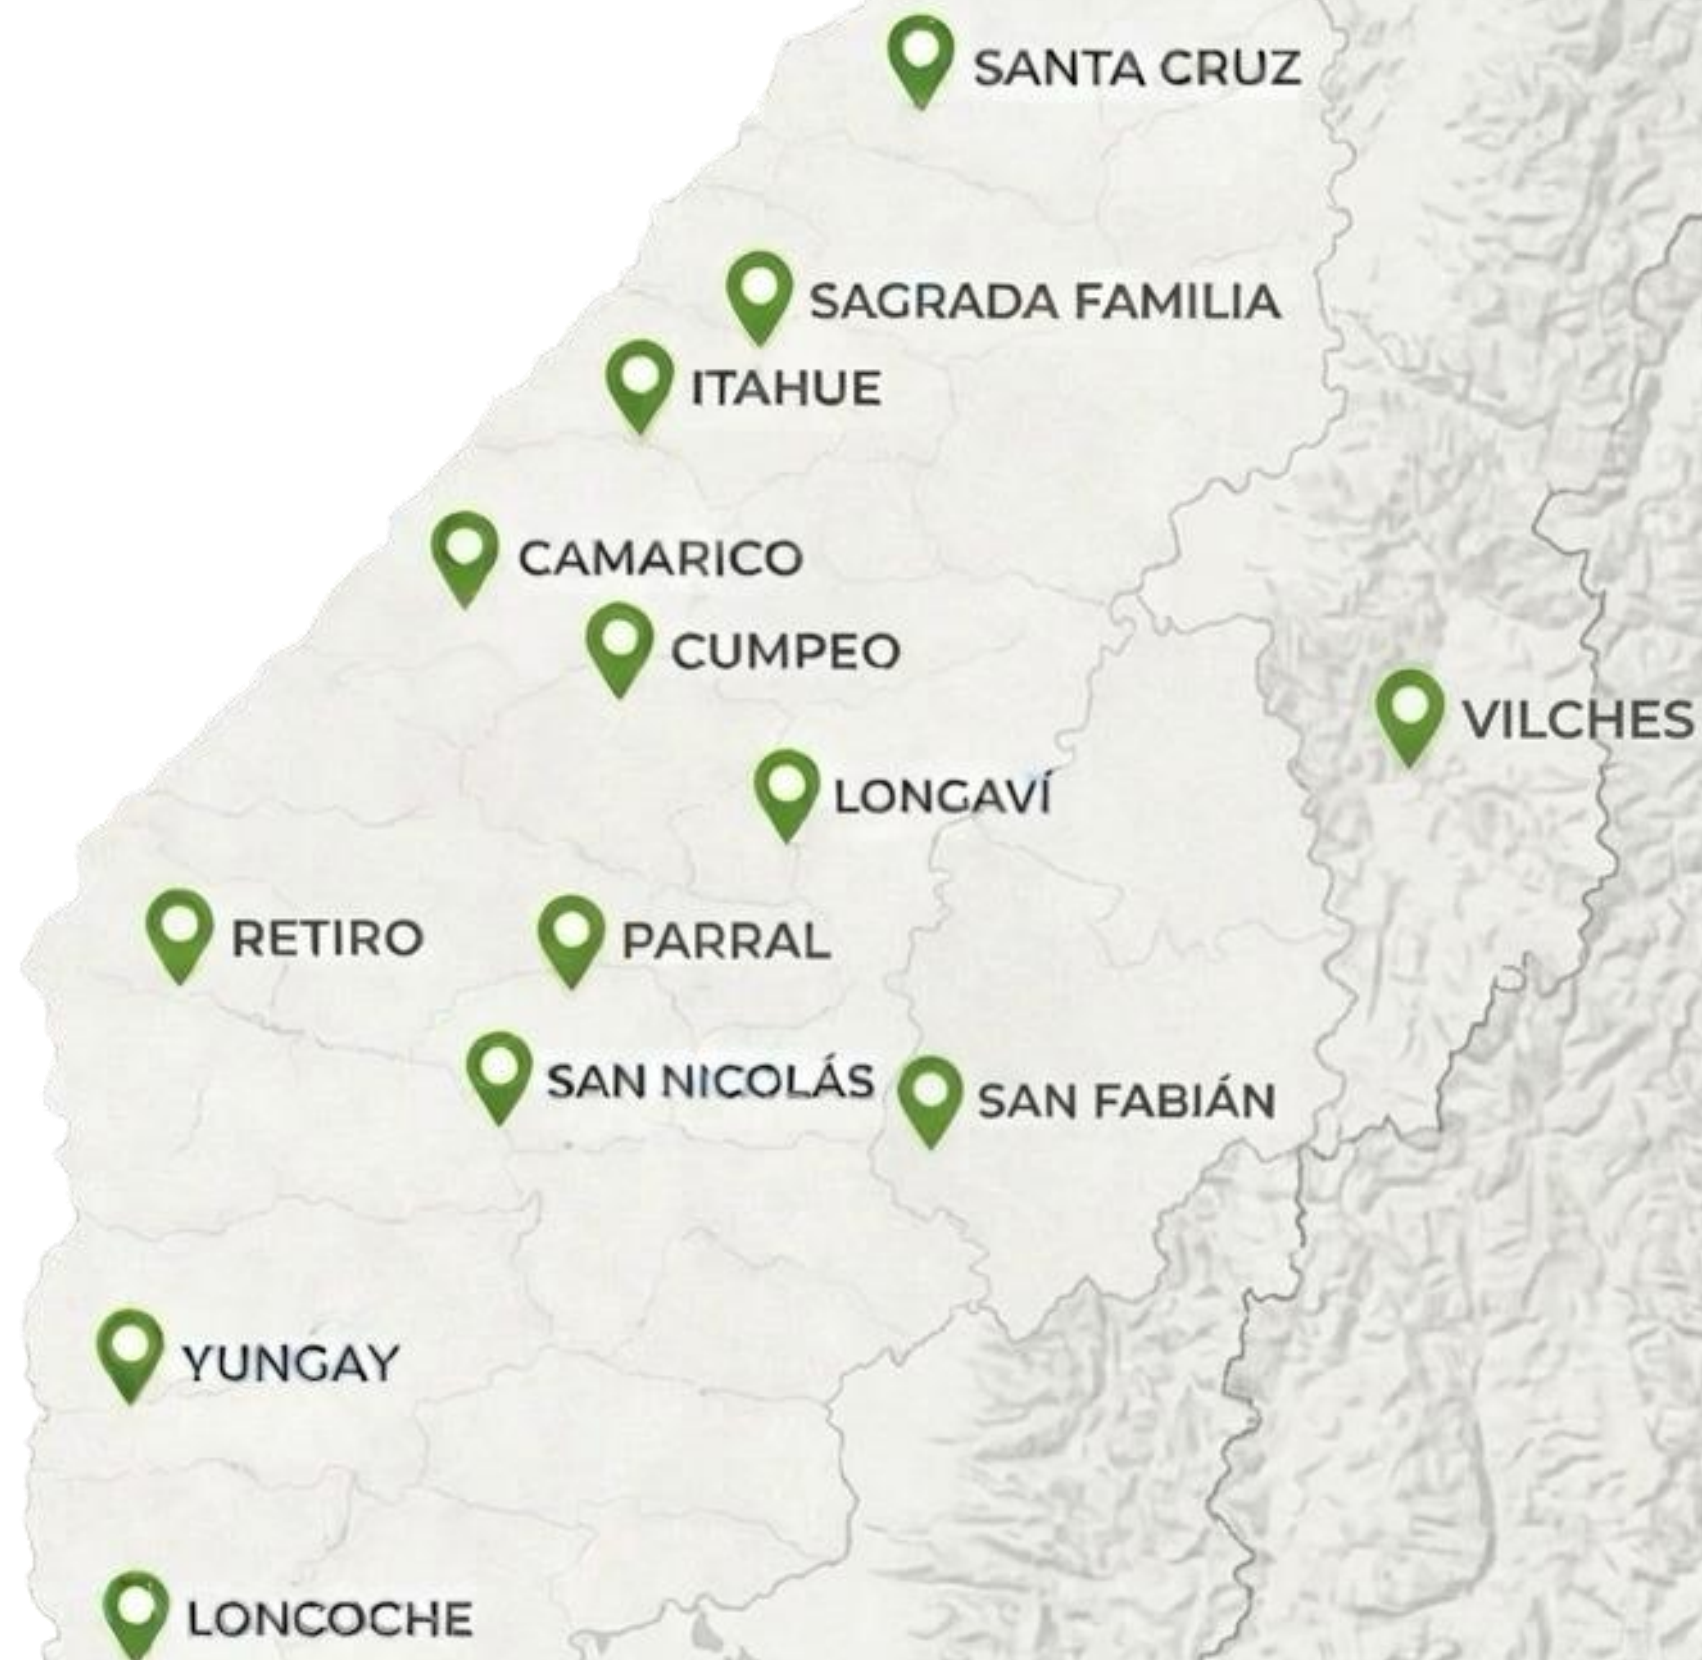 SANTA CRUZ
SAGRADA FAMILIA
ITAHUE
CAMARICO
CUMPEO
VILCHES
LONGAVÍ
RETIRO
PARRAL
SAN NICOLÁS
SAN FABIÁN
YUNGAY
LONCOCHE